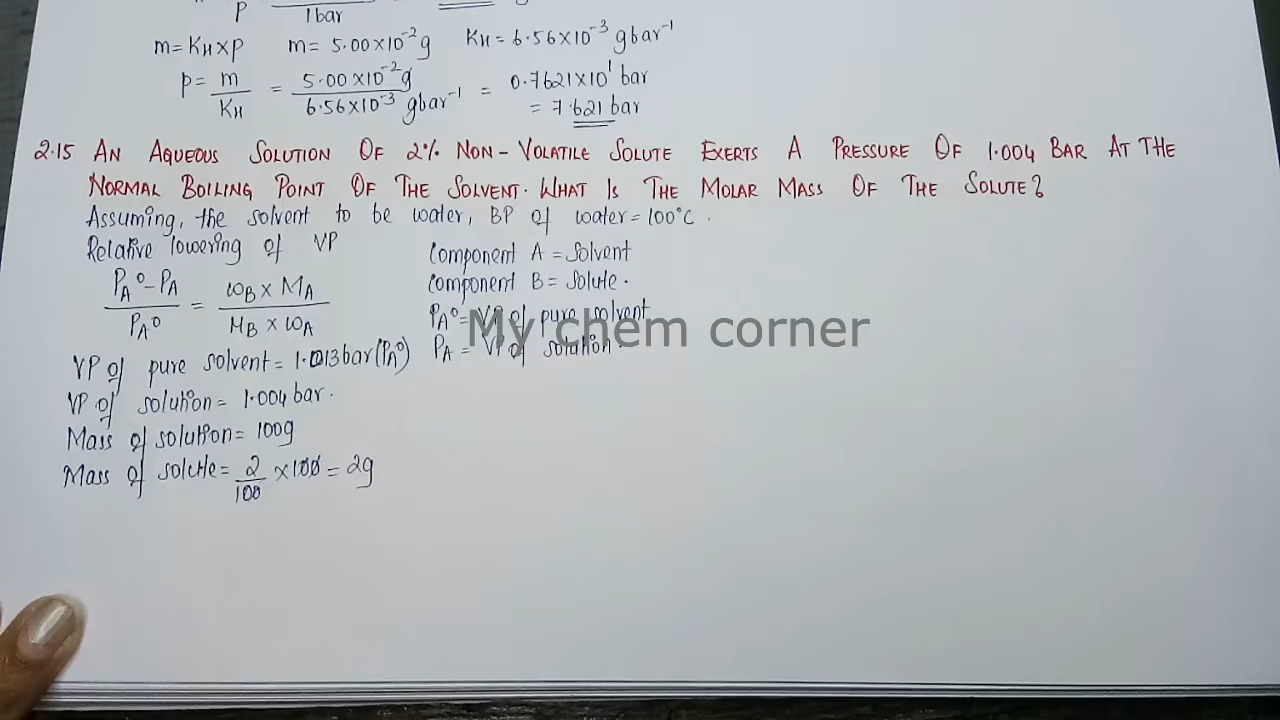 P
1bar
m = KH × P m = 5.00×10⁻² g KH = 6.56×10⁻³ g bar⁻¹
P = m/KH = 5.00×10⁻² g / 6.56×10⁻³ gbar⁻¹ = 0.7621×10¹ bar
= 7.621 bar
2.15 AN AQUEOUS SOLUTION OF 2% NON-VOLATILE SOLUTE EXERTS A PRESSURE OF 1.004 BAR AT THE
NORMAL BOILING POINT OF THE SOLVENT. WHAT IS THE MOLAR MASS OF THE SOLUTE?
Assuming, the solvent to be water, BP of water = 100°C.
Relative lowering of VP
Component A = Solvent
Component B = Solute.
PA° - PA / PA° = ωB × MA / MB × ωA
PA° = VP of pure solvent
PA = VP of solution.
My chem corner
VP of pure solvent = 1.013 bar (PA°)
VP of solution = 1.004 bar.
Mass of solution = 100g
Mass of solute = 2/100 × 100 = 2g